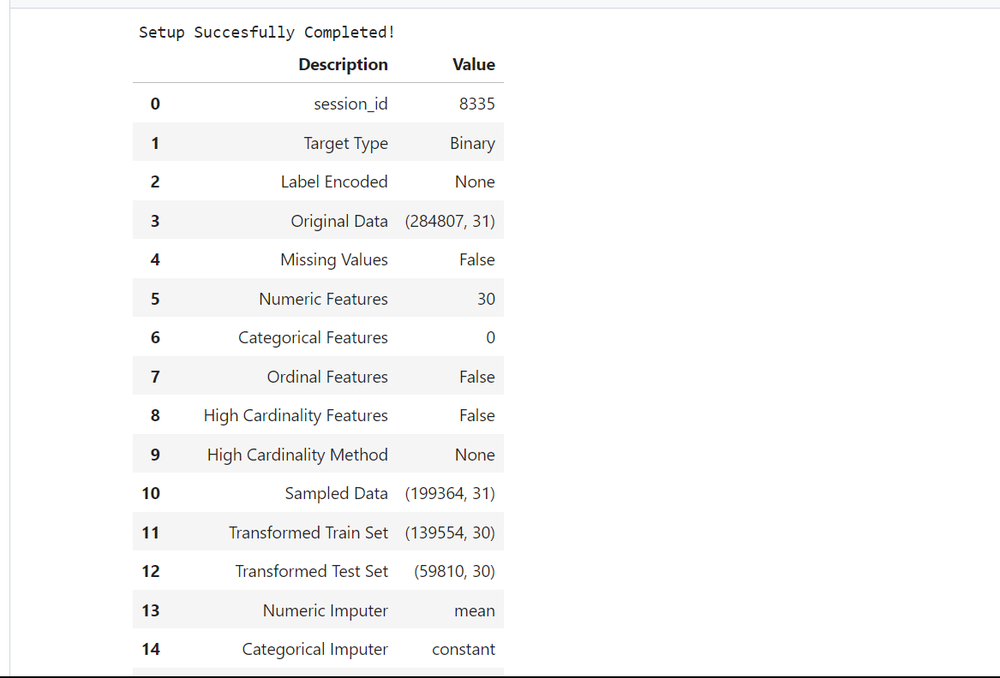 Setup Succesfully Completed!
Description Value
0 session_id 8335
1 Target Type Binary
2 Label Encoded None
3 Original Data (284807, 31)
4 Missing Values False
5 Numeric Features 30
6 Categorical Features 0
7 Ordinal Features False
8 High Cardinality Features False
9 High Cardinality Method None
10 Sampled Data (199364, 31)
11 Transformed Train Set (139554, 30)
12 Transformed Test Set (59810, 30)
13 Numeric Imputer mean
14 Categorical Imputer constant